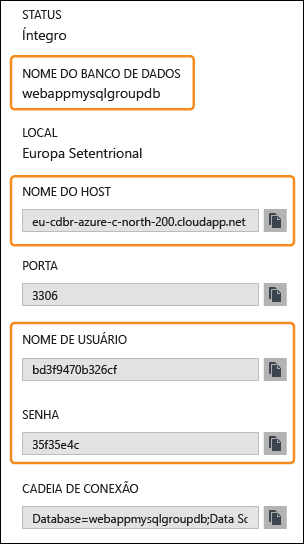 STATUS
Íntegro
NOME DO BANCO DE DADOS
webappmysqlgroupdb
LOCAL
Europa Setentrional
NOME DO HOST
eu-cdbr-azure-c-north-200.cloudapp.net
PORTA
3306
NOME DE USUÁRIO
bd3f9470b326cf
SENHA
35f35e4c
CADEIA DE CONEXÃO
Database=webappmysqlgroupdb;Data Sc